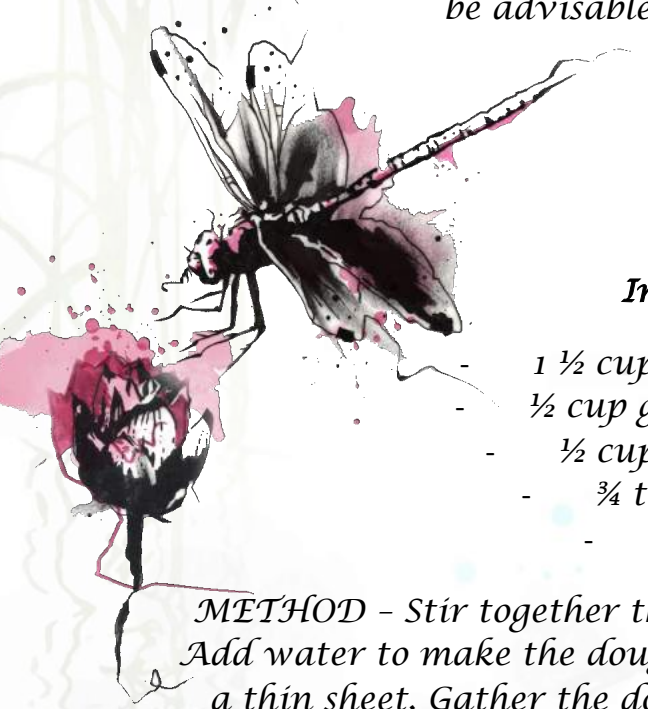 be advisable
In
- 1 ½ cup
- ½ cup g
- ½ cup
- ¾ t
-
METHOD – Stir together th
Add water to make the doug
a thin sheet. Gather the do